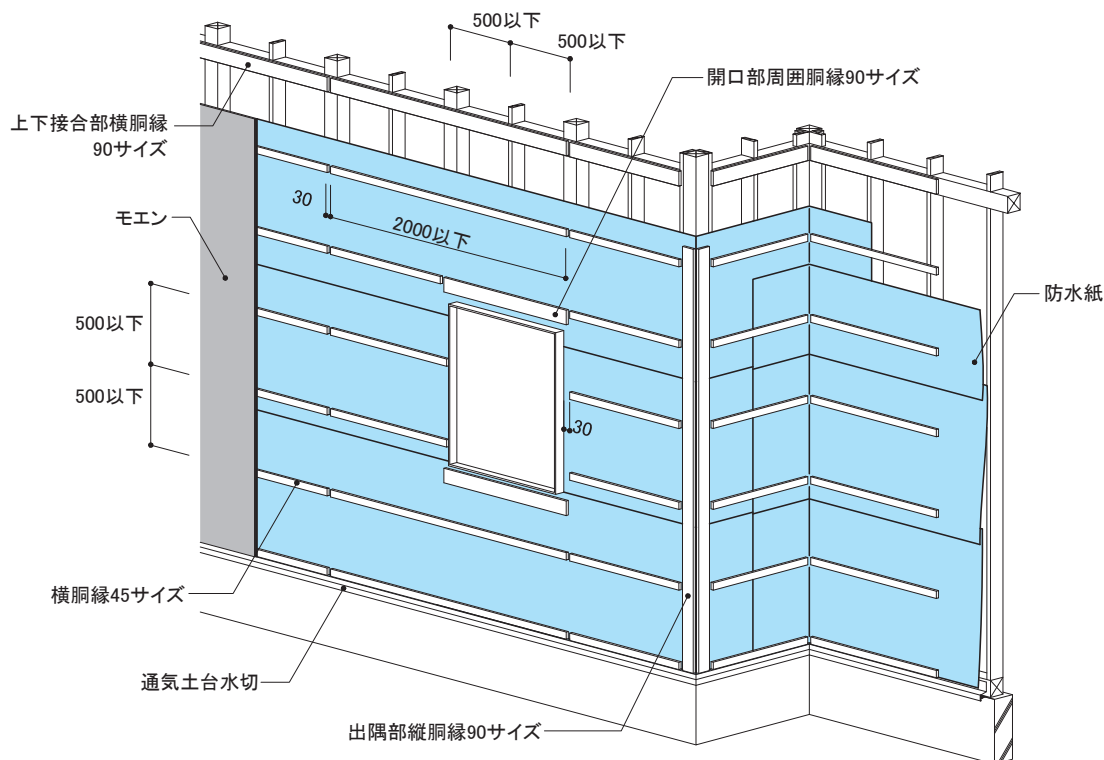 500以下
500以下
開口部周囲胴縁90サイズ
上下接合部横胴縁
90サイズ
モエン
30
2000以下
防水紙
500以下
500以下
30
横胴縁45サイズ
通気土台水切
出隅部縦胴縁90サイズ